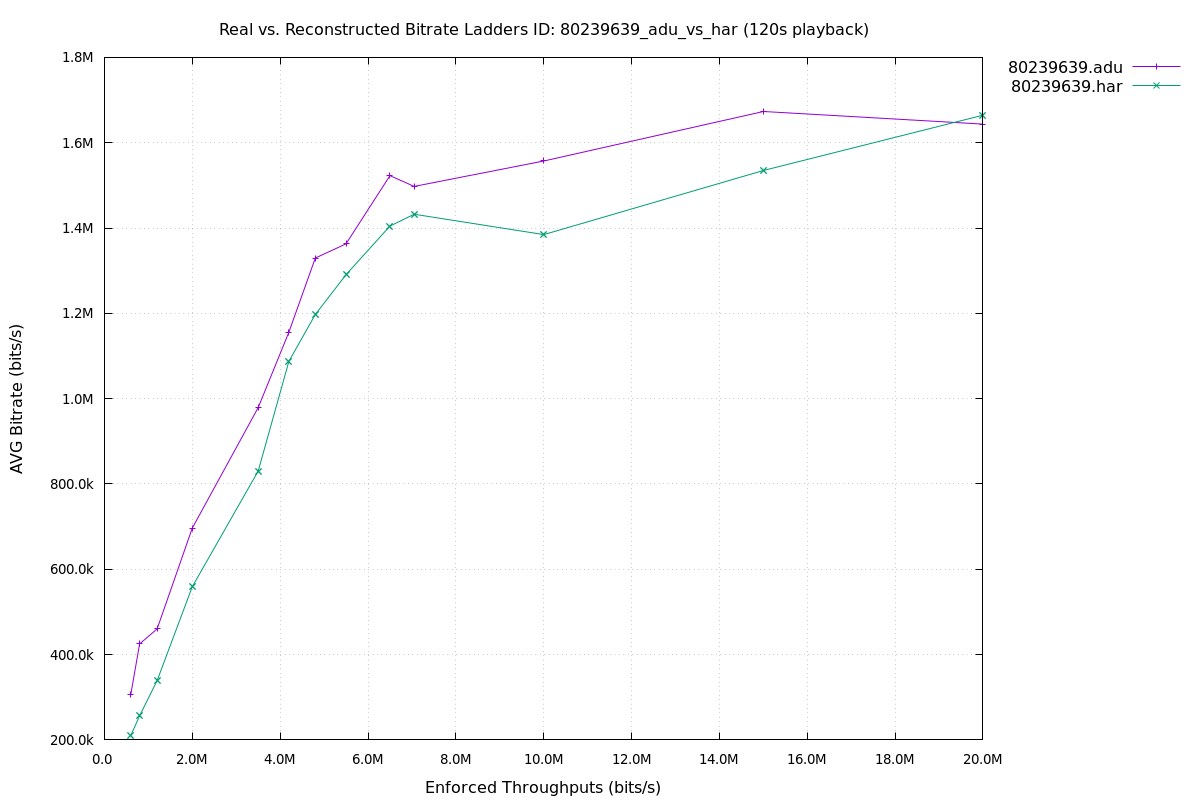 Real vs. Reconstructed Bitrate Ladders ID: 80239639_adu_vs_har (120s playback)
80239639.adu
80239639.har
1.8M
1.6M
1.4M
1.2M
1.0M
800.0k
600.0k
400.0k
200.0k
AVG Bitrate (bits/s)
0.0 2.0M 4.0M 6.0M 8.0M 10.0M 12.0M 14.0M 16.0M 18.0M 20.0M
Enforced Throughputs (bits/s)